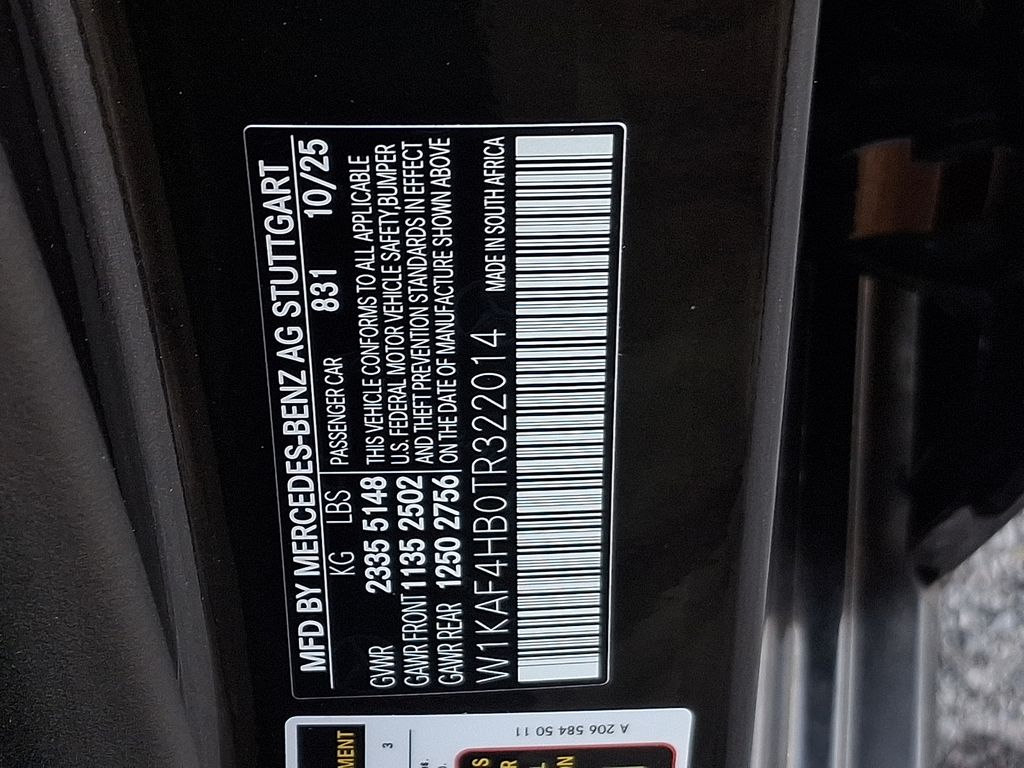 MFD BY MERCEDES-BENZ AG STUTTGART
KG LBS PASSENGER CAR 831 10/25
GVWR 2335 5148 THIS VEHICLE CONFORMS TO ALL APPLICABLE
U.S. FEDERAL MOTOR VEHICLE SAFETY,BUMPER
GAWR FRONT 1135 2502 AND THEFT PREVENTION STANDARDS IN EFFECT
GAWR REAR 1250 2756 ON THE DATE OF MANUFACTURE SHOWN ABOVE
W1KAF4HB0TR322014 MADE IN SOUTH AFRICA
A 206 584 50 11
3